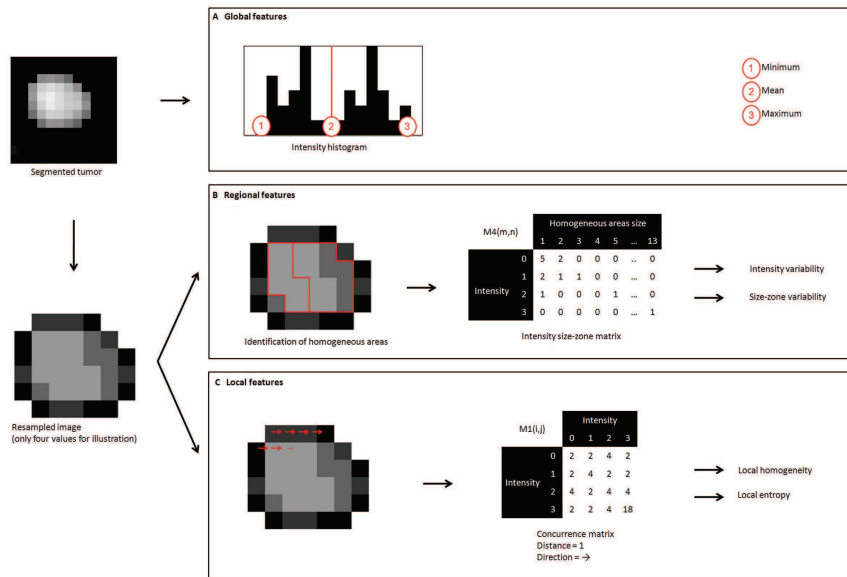 A Global features
1 Minimum
2 Mean
3 Maximum
1 2 3
Intensity histogram
Segmented tumor
B Regional features
Homogeneous areas size
M4(m,n)
1 2 3 4 5 ... 13
0 5 2 0 0 0 .. 0
1 2 1 1 0 0 ... 0
Intensity
2 1 0 0 0 1 ... 0
3 0 0 0 0 0 ... 1
Intensity variability
Size-zone variability
Identification of homogeneous areas
Intensity size-zone matrix
Resampled image
(only four values for illustration)
C Local features
Intensity
M1(i,j)
0 1 2 3
0 2 2 4 2
1 2 4 2 2
Intensity
2 4 2 4 4
3 2 2 4 18
Local homogeneity
Local entropy
Concurrence matrix
Distance = 1
Direction = →